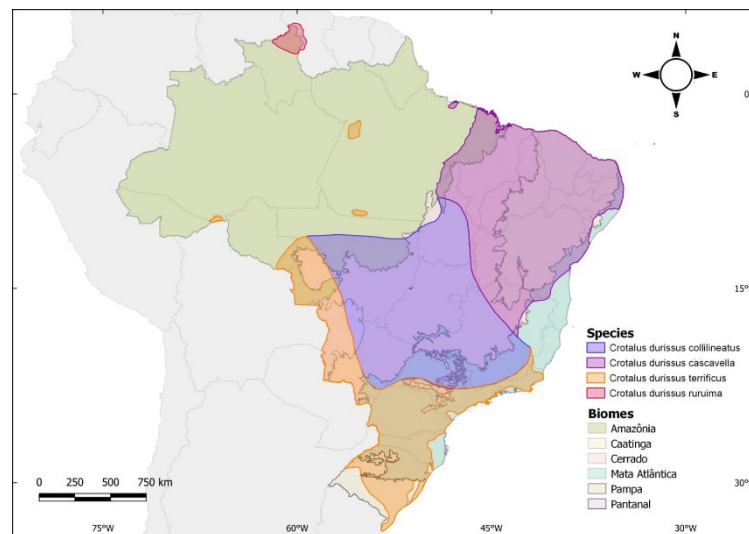 N
W E
S
0
15°
30°
Species
Crotalus durissus collilineatus
Crotalus durissus cascavella
Crotalus durissus terrificus
Crotalus durissus ruruima
Biomes
Amazônia
Caatinga
Cerrado
Mata Atlântica
Pampa
Pantanal
0 250 500 750 km
75°W 60°W 45°W 30°W